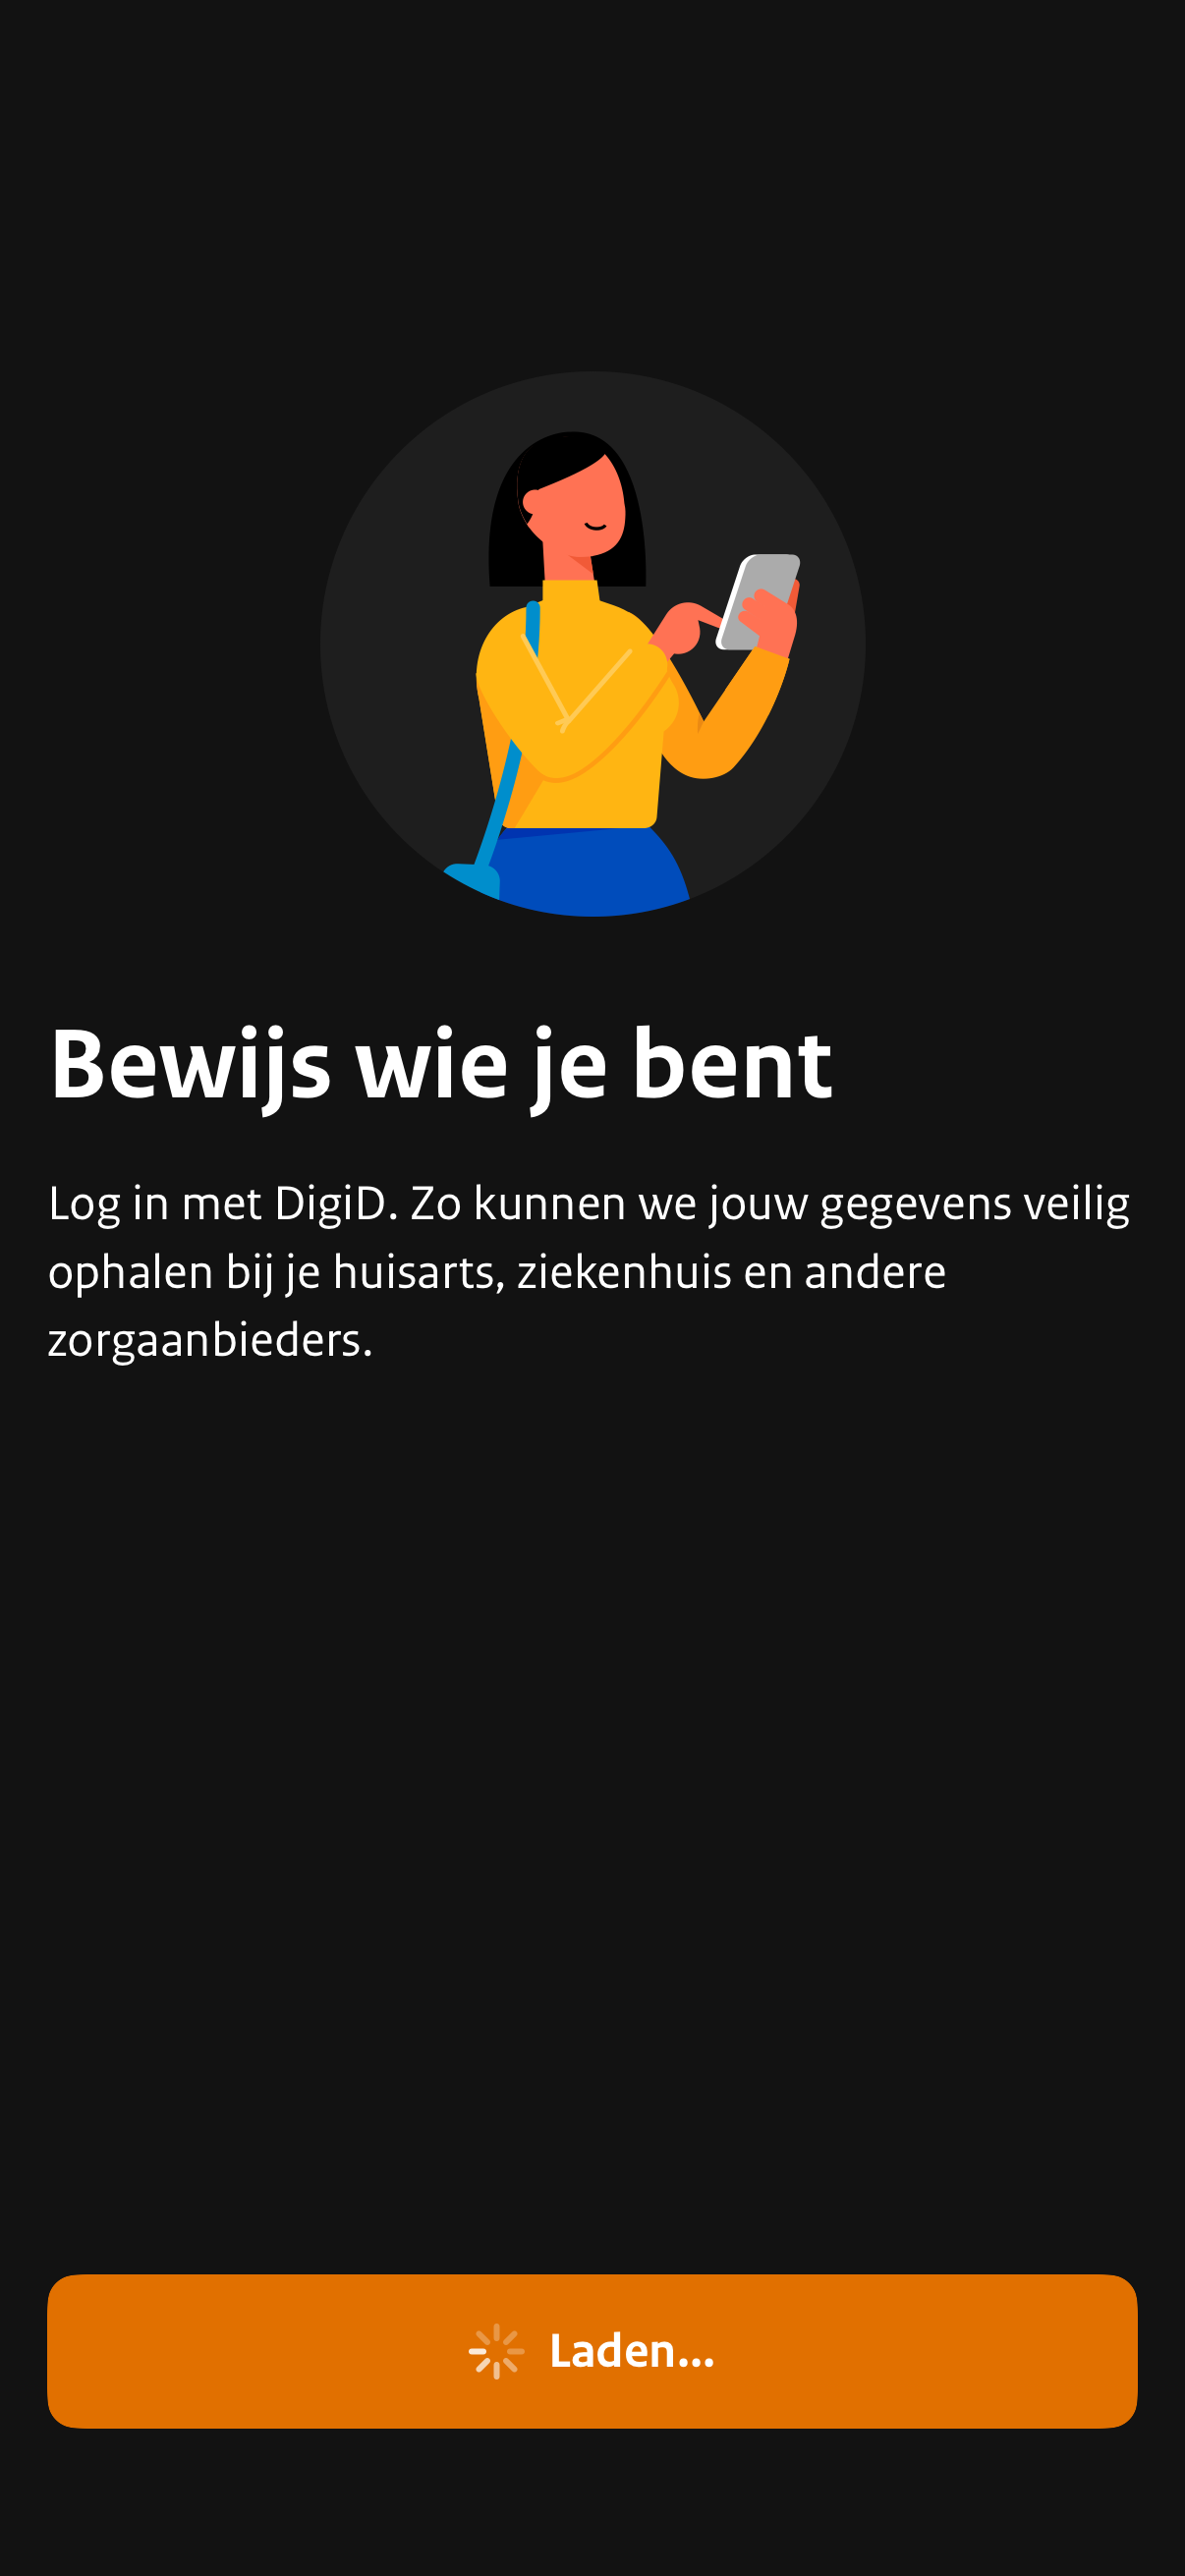 Bewijs wie je bent
Log in met DigiD. Zo kunnen we jouw gegevens veilig
ophalen bij je huisarts, ziekenhuis en andere
zorgaanbieders.
Laden...